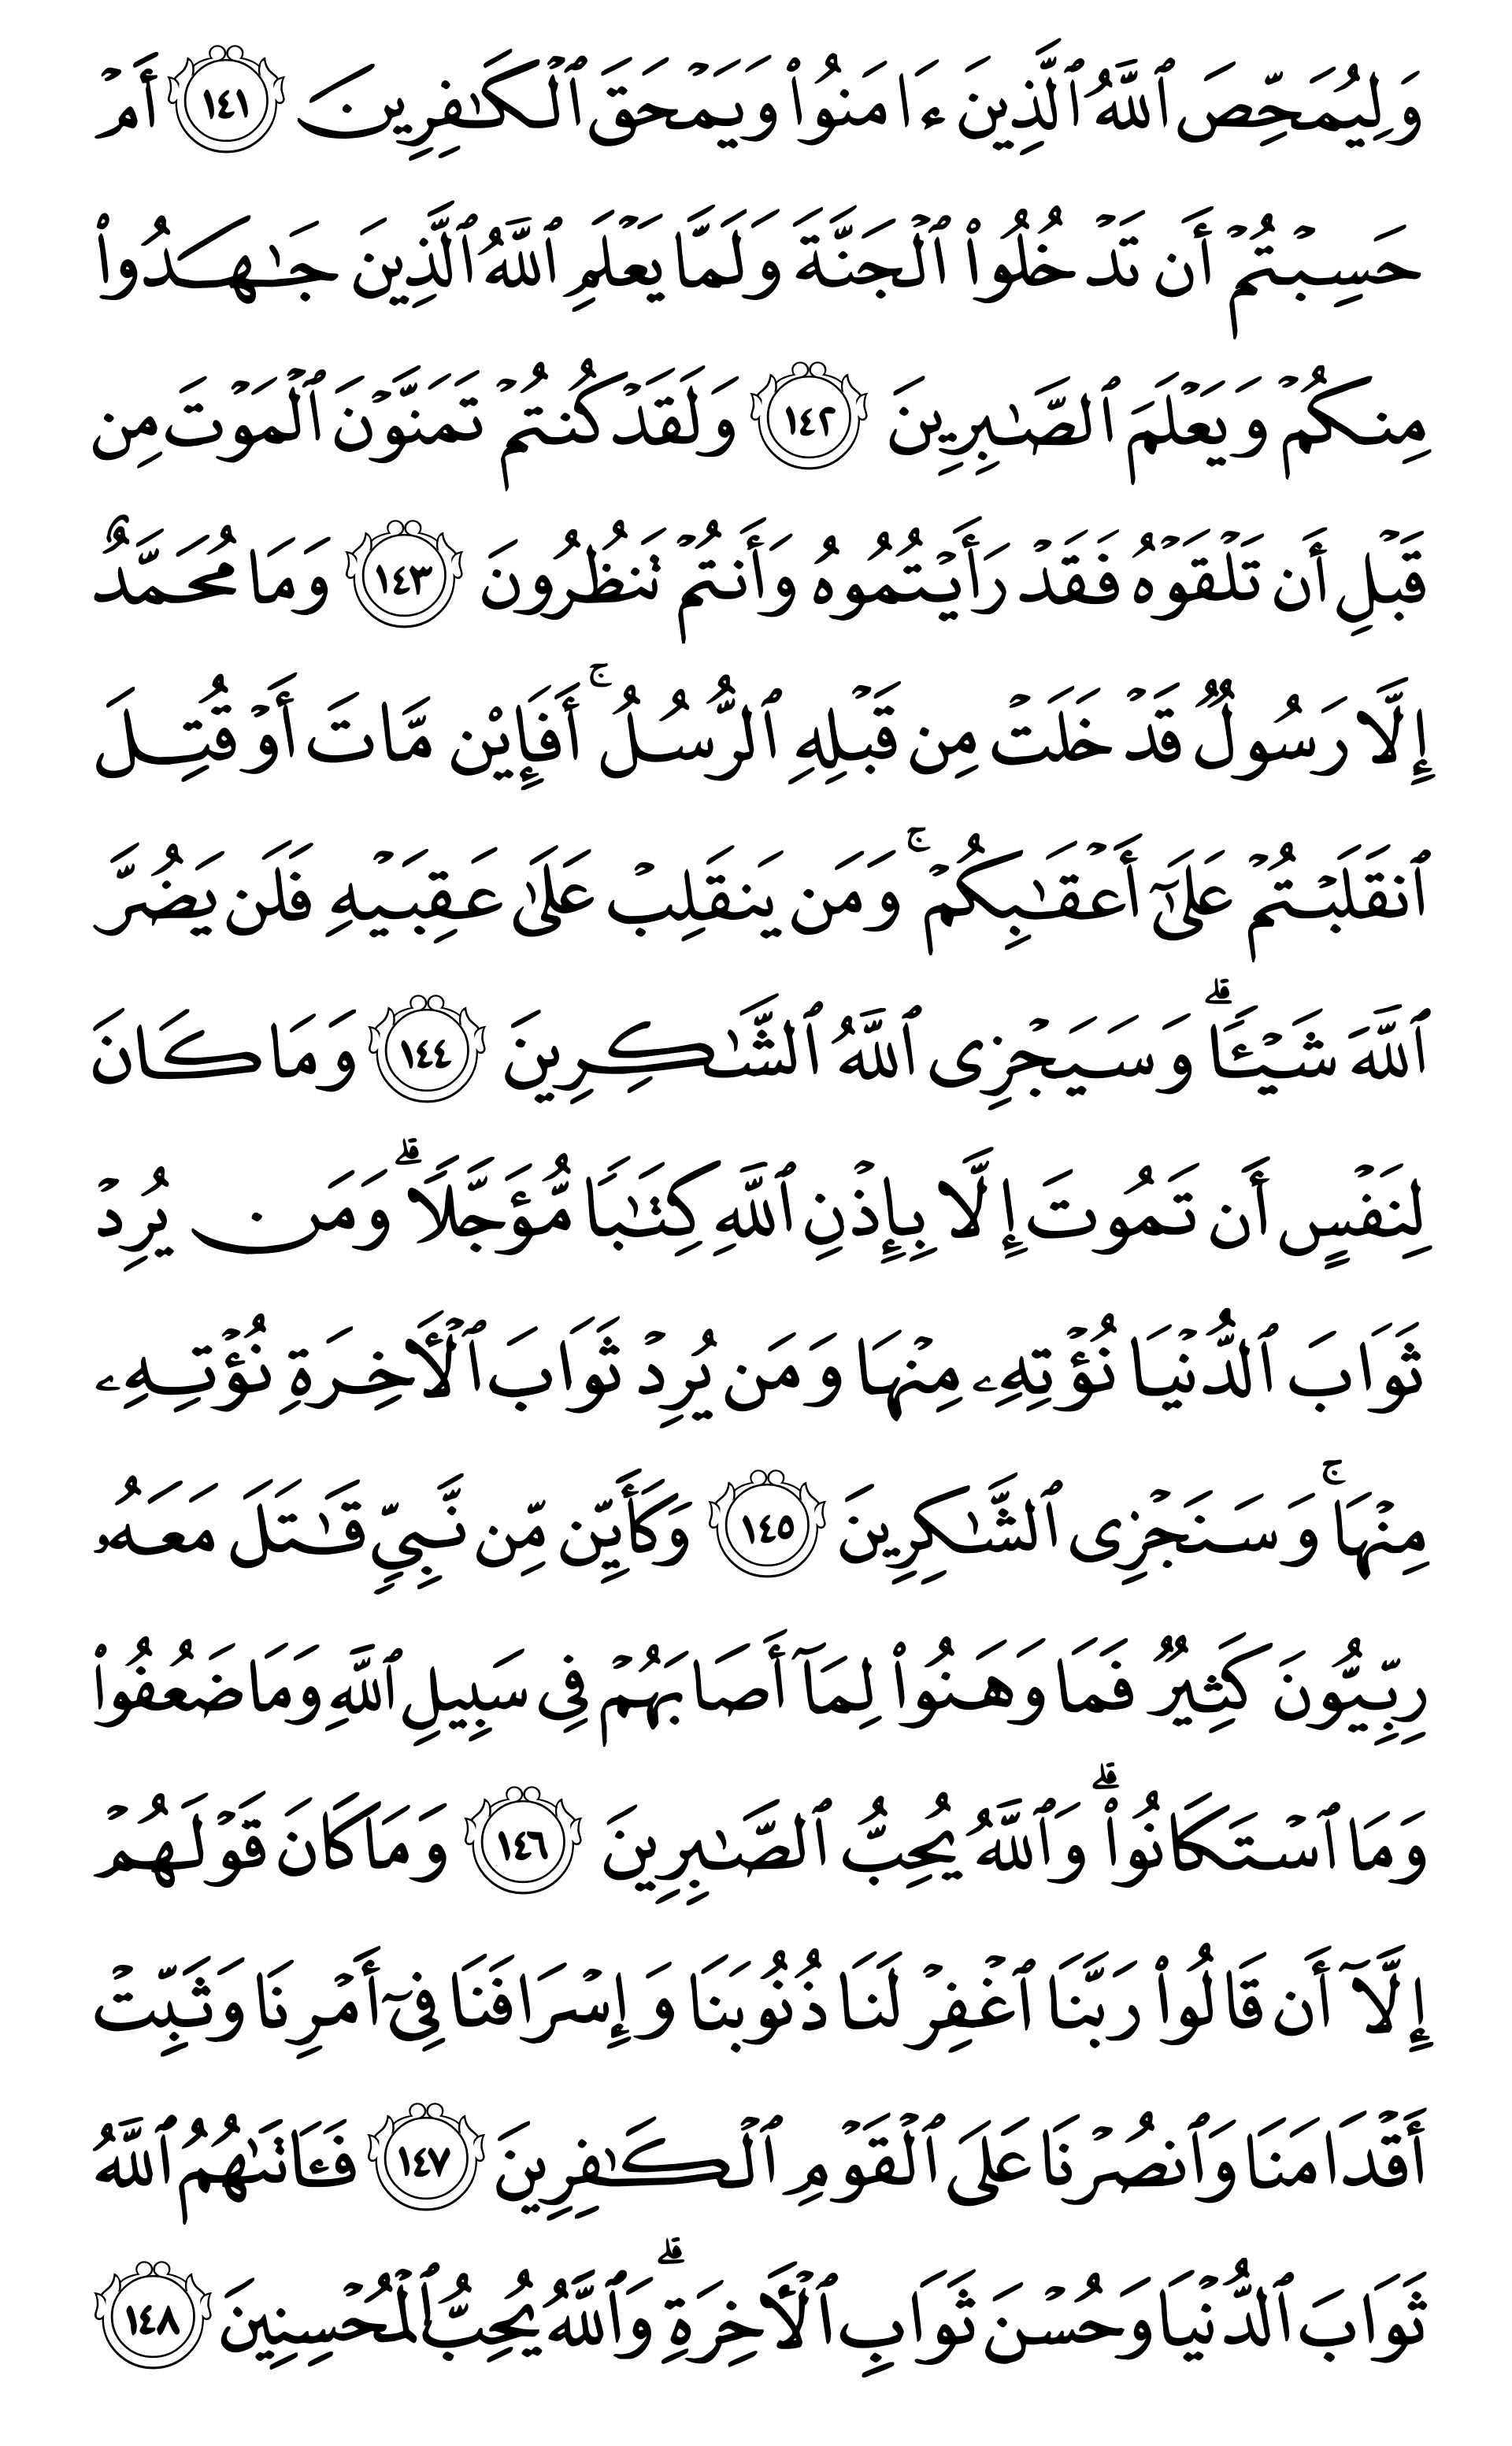 وَلِيُمَحِّصَ ٱللَّهُ ٱلَّذِينَ ءَامَنُوا۟ وَيَمْحَقَ ٱلْكَـٰفِرِينَ ١٤١ أَمْ
حَسِبْتُمْ أَن تَدْخُلُوا۟ ٱلْجَنَّةَ وَلَمَّا يَعْلَمِ ٱللَّهُ ٱلَّذِينَ جَـٰهَدُوا۟
مِنكُمْ وَيَعْلَمَ ٱلصَّـٰبِرِينَ ١٤٢ وَلَقَدْ كُنتُمْ تَمَنَّوْنَ ٱلْمَوْتَ مِن
قَبْلِ أَن تَلْقَوْهُ فَقَدْ رَأَيْتُمُوهُ وَأَنتُمْ تَنظُرُونَ ١٤٣ وَمَا مُحَمَّدٌ
إِلَّا رَسُولٌ قَدْ خَلَتْ مِن قَبْلِهِ ٱلرُّسُلُ ۚ أَفَإِي۟ن مَّاتَ أَوْ قُتِلَ
ٱنقَلَبْتُمْ عَلَىٰٓ أَعْقَـٰبِكُمْ ۚ وَمَن يَنقَلِبْ عَلَىٰ عَقِبَيْهِ فَلَن يَضُرَّ
ٱللَّهَ شَيْـًٔا ۗ وَسَيَجْزِى ٱللَّهُ ٱلشَّـٰكِرِينَ ١٤٤ وَمَا كَانَ
لِنَفْسٍ أَن تَمُوتَ إِلَّا بِإِذْنِ ٱللَّهِ كِتَـٰبًا مُّؤَجَّلًا ۗ وَمَن يُرِدْ
ثَوَابَ ٱلدُّنْيَا نُؤْتِهِۦ مِنْهَا وَمَن يُرِدْ ثَوَابَ ٱلْـَٔاخِرَةِ نُؤْتِهِۦ
مِنْهَا ۚ وَسَنَجْزِى ٱلشَّـٰكِرِينَ ١٤٥ وَكَأَيِّن مِّن نَّبِىٍّ قَـٰتَلَ مَعَهُۥ
رِبِّيُّونَ كَثِيرٌ فَمَا وَهَنُوا۟ لِمَآ أَصَابَهُمْ فِى سَبِيلِ ٱللَّهِ وَمَا ضَعُفُوا۟
وَمَا ٱسْتَكَانُوا۟ ۗ وَٱللَّهُ يُحِبُّ ٱلصَّـٰبِرِينَ ١٤٦ وَمَا كَانَ قَوْلَهُمْ
إِلَّآ أَن قَالُوا۟ رَبَّنَا ٱغْفِرْ لَنَا ذُنُوبَنَا وَإِسْرَافَنَا فِىٓ أَمْرِنَا وَثَبِّتْ
أَقْدَامَنَا وَٱنصُرْنَا عَلَى ٱلْقَوْمِ ٱلْكَـٰفِرِينَ ١٤٧ فَـَٔاتَىٰهُمُ ٱللَّهُ
ثَوَابَ ٱلدُّنْيَا وَحُسْنَ ثَوَابِ ٱلْـَٔاخِرَةِ ۗ وَٱللَّهُ يُحِبُّ ٱلْمُحْسِنِينَ ١٤٨